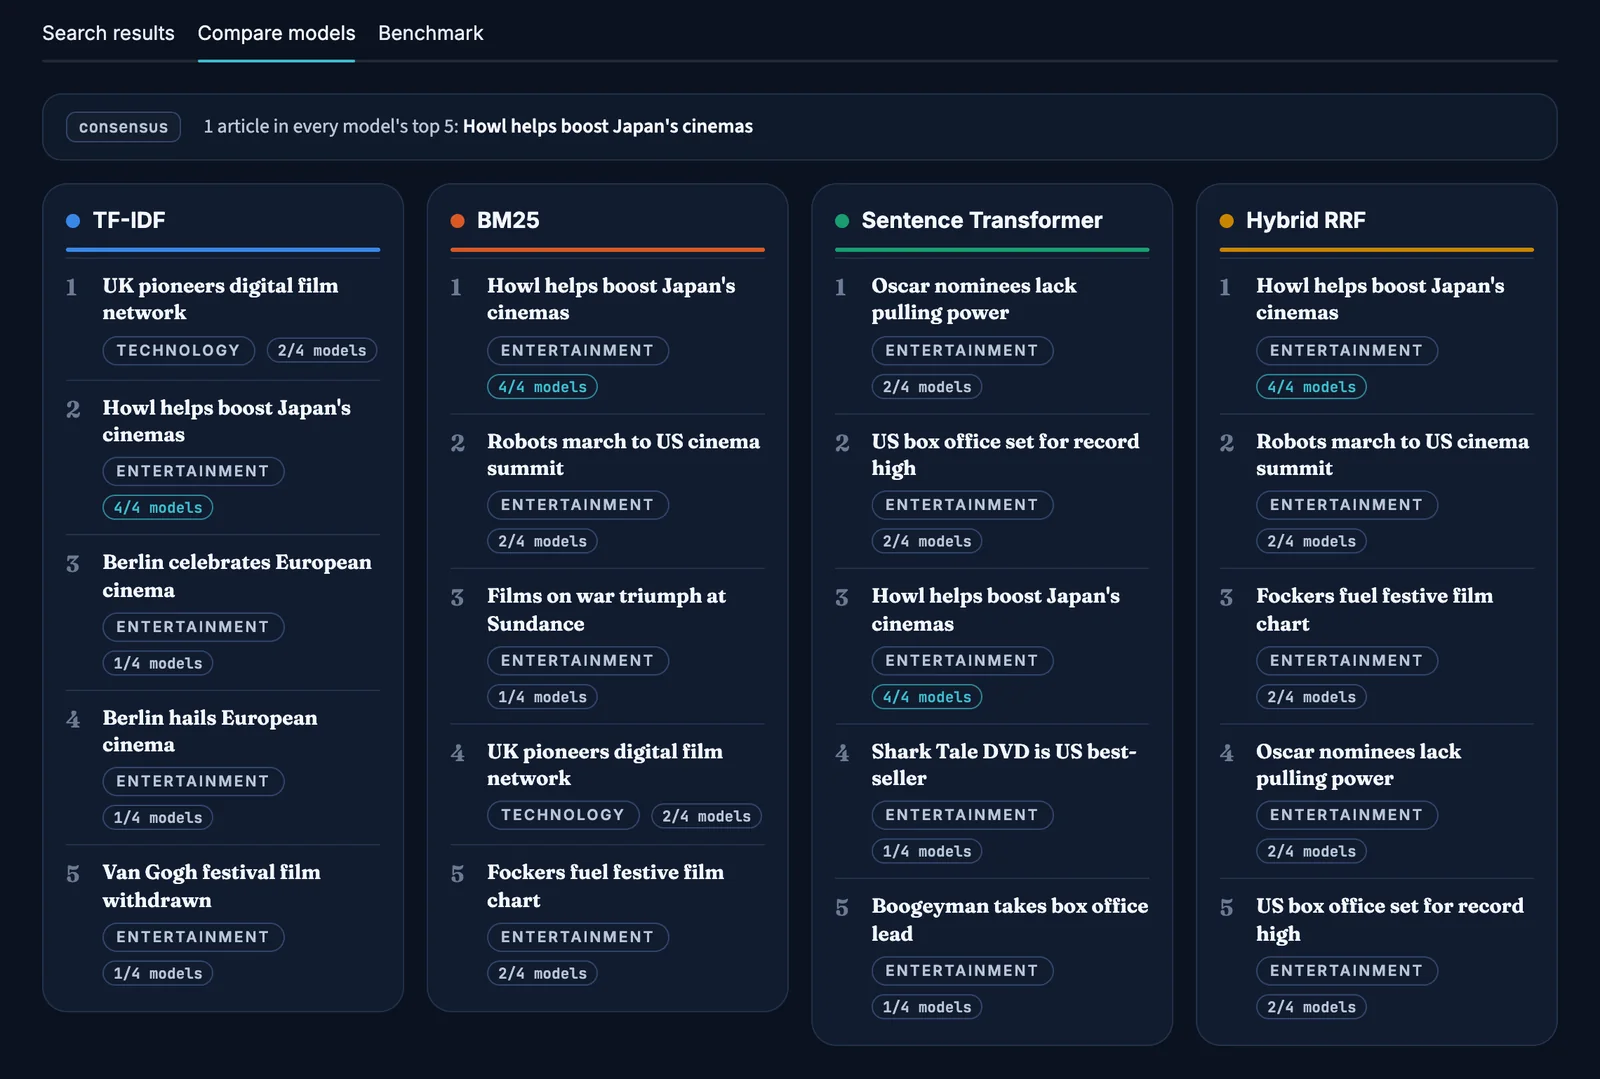 Search results Compare models Benchmark
consensus 1 article in every model's top 5: Howl helps boost Japan's cinemas
TF-IDF
1 UK pioneers digital film
network
TECHNOLOGY 2/4 models
2 Howl helps boost Japan's
cinemas
ENTERTAINMENT
4/4 models
3 Berlin celebrates European
cinema
ENTERTAINMENT
1/4 models
4 Berlin hails European
cinema
ENTERTAINMENT
1/4 models
5 Van Gogh festival film
withdrawn
ENTERTAINMENT
1/4 models
BM25
1 Howl helps boost Japan's
cinemas
ENTERTAINMENT
4/4 models
2 Robots march to US cinema
summit
ENTERTAINMENT
2/4 models
3 Films on war triumph at
Sundance
ENTERTAINMENT
1/4 models
4 UK pioneers digital film
network
TECHNOLOGY 2/4 models
5 Fockers fuel festive film
chart
ENTERTAINMENT
2/4 models
Sentence Transformer
1 Oscar nominees lack
pulling power
ENTERTAINMENT
2/4 models
2 US box office set for record
high
ENTERTAINMENT
2/4 models
3 Howl helps boost Japan's
cinemas
ENTERTAINMENT
4/4 models
4 Shark Tale DVD is US best-
seller
ENTERTAINMENT
1/4 models
5 Boogeyman takes box office
lead
ENTERTAINMENT
1/4 models
Hybrid RRF
1 Howl helps boost Japan's
cinemas
ENTERTAINMENT
4/4 models
2 Robots march to US cinema
summit
ENTERTAINMENT
2/4 models
3 Fockers fuel festive film
chart
ENTERTAINMENT
2/4 models
4 Oscar nominees lack
pulling power
ENTERTAINMENT
2/4 models
5 US box office set for record
high
ENTERTAINMENT
2/4 models